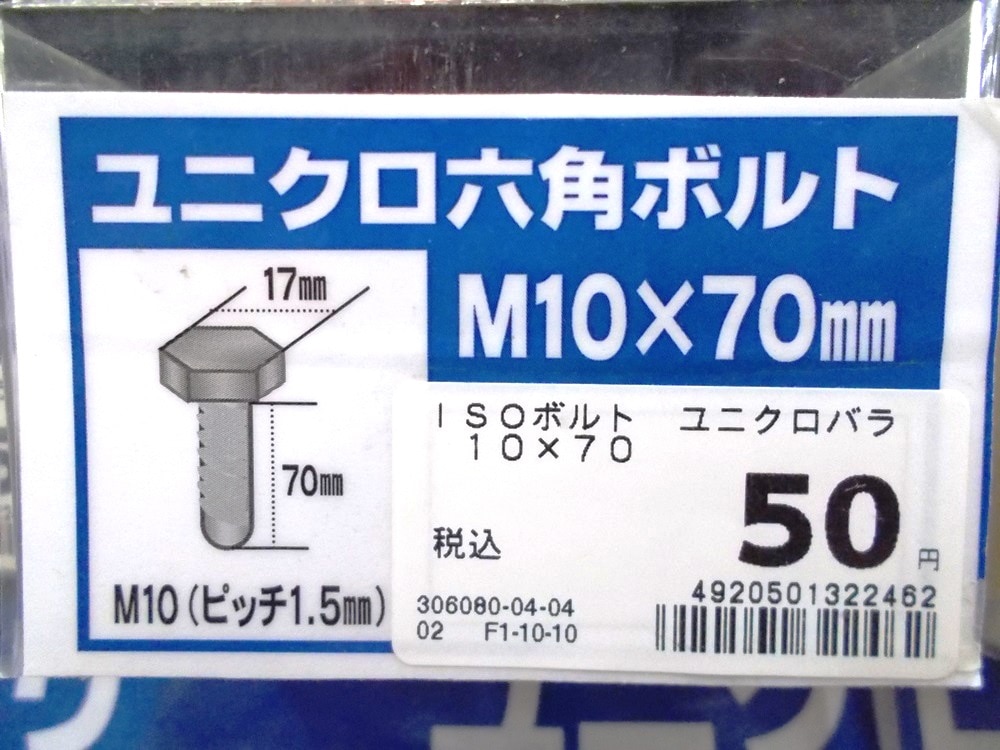 ユニクロ六角ボルト
M10×70mm
17mm
70mm
M10(ピッチ1.5mm)
ISOボルト ユニクロバラ
10×70
税込 50円
4920501322462
306080-04-04
02 F1-10-10